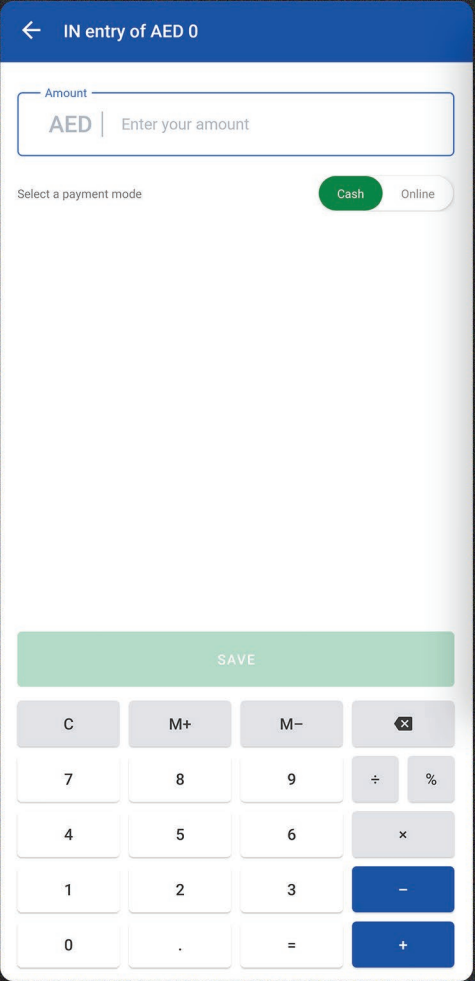 IN entry of AED 0
Amount
AED Enter your amount
Select a payment mode Cash Online
SAVE
C M+ M−
7 8 9 ÷ %
4 5 6 ×
1 2 3 −
0 . = +